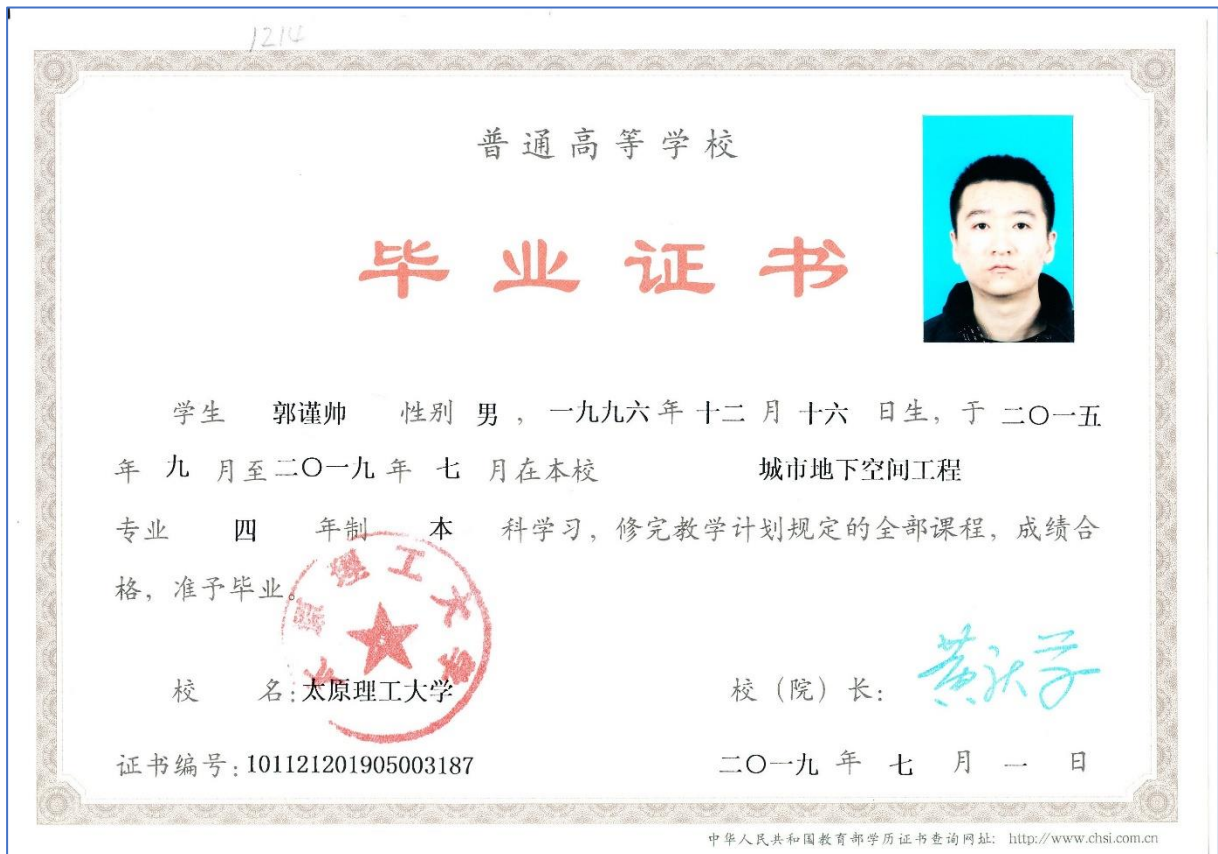 1214
普通高等学校
毕业证书
学生 郭谨帅 性别 男 ， 一九九六 年 十二 月 十六 日生，于 二〇一五
年 九 月至 二〇一九 年 七 月在本校 城市地下空间工程
专业 四 年制 本 科学习，修完教学计划规定的全部课程，成绩合
格，准予毕业。
太原理工大学
校 名：太原理工大学 校（院）长：
证书编号：101121201905003187 二〇一九 年 七 月 一 日
中华人民共和国教育部学历证书查询网址: http://www.chsi.com.cn